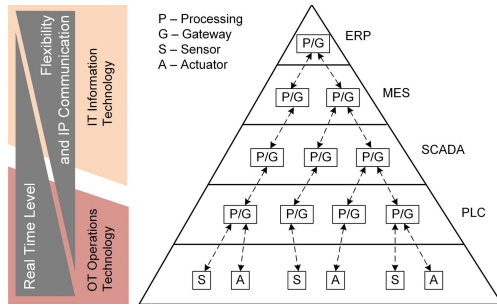 P – Processing
G – Gateway
S – Sensor
A – Actuator
Flexibility
and IP Communication
IT Information
Technology
Real Time Level
OT Operations
Technology
P/G
ERP
P/G P/G
MES
P/G P/G P/G
SCADA
P/G P/G P/G P/G
PLC
S A S A S A